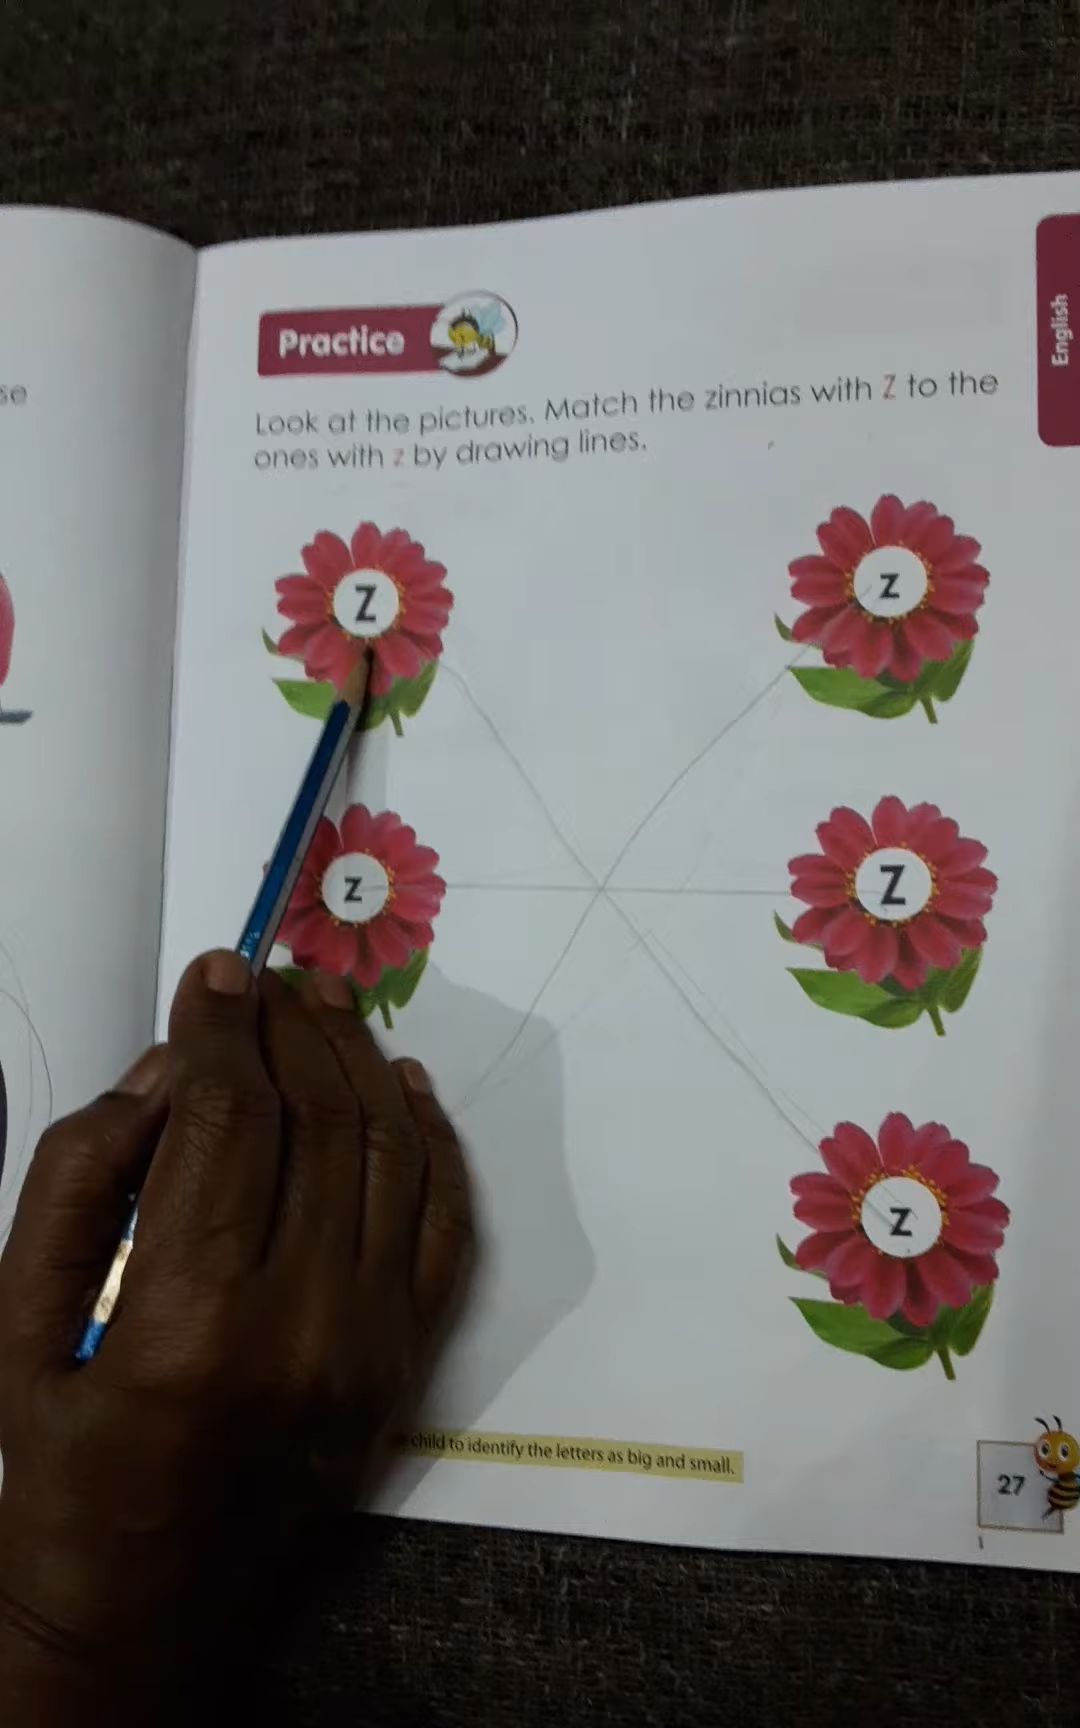 se
English
Practice
Look at the pictures. Match the zinnias with Z to the
ones with z by drawing lines.
Z
z
z
Z
z
child to identify the letters as big and small.
27